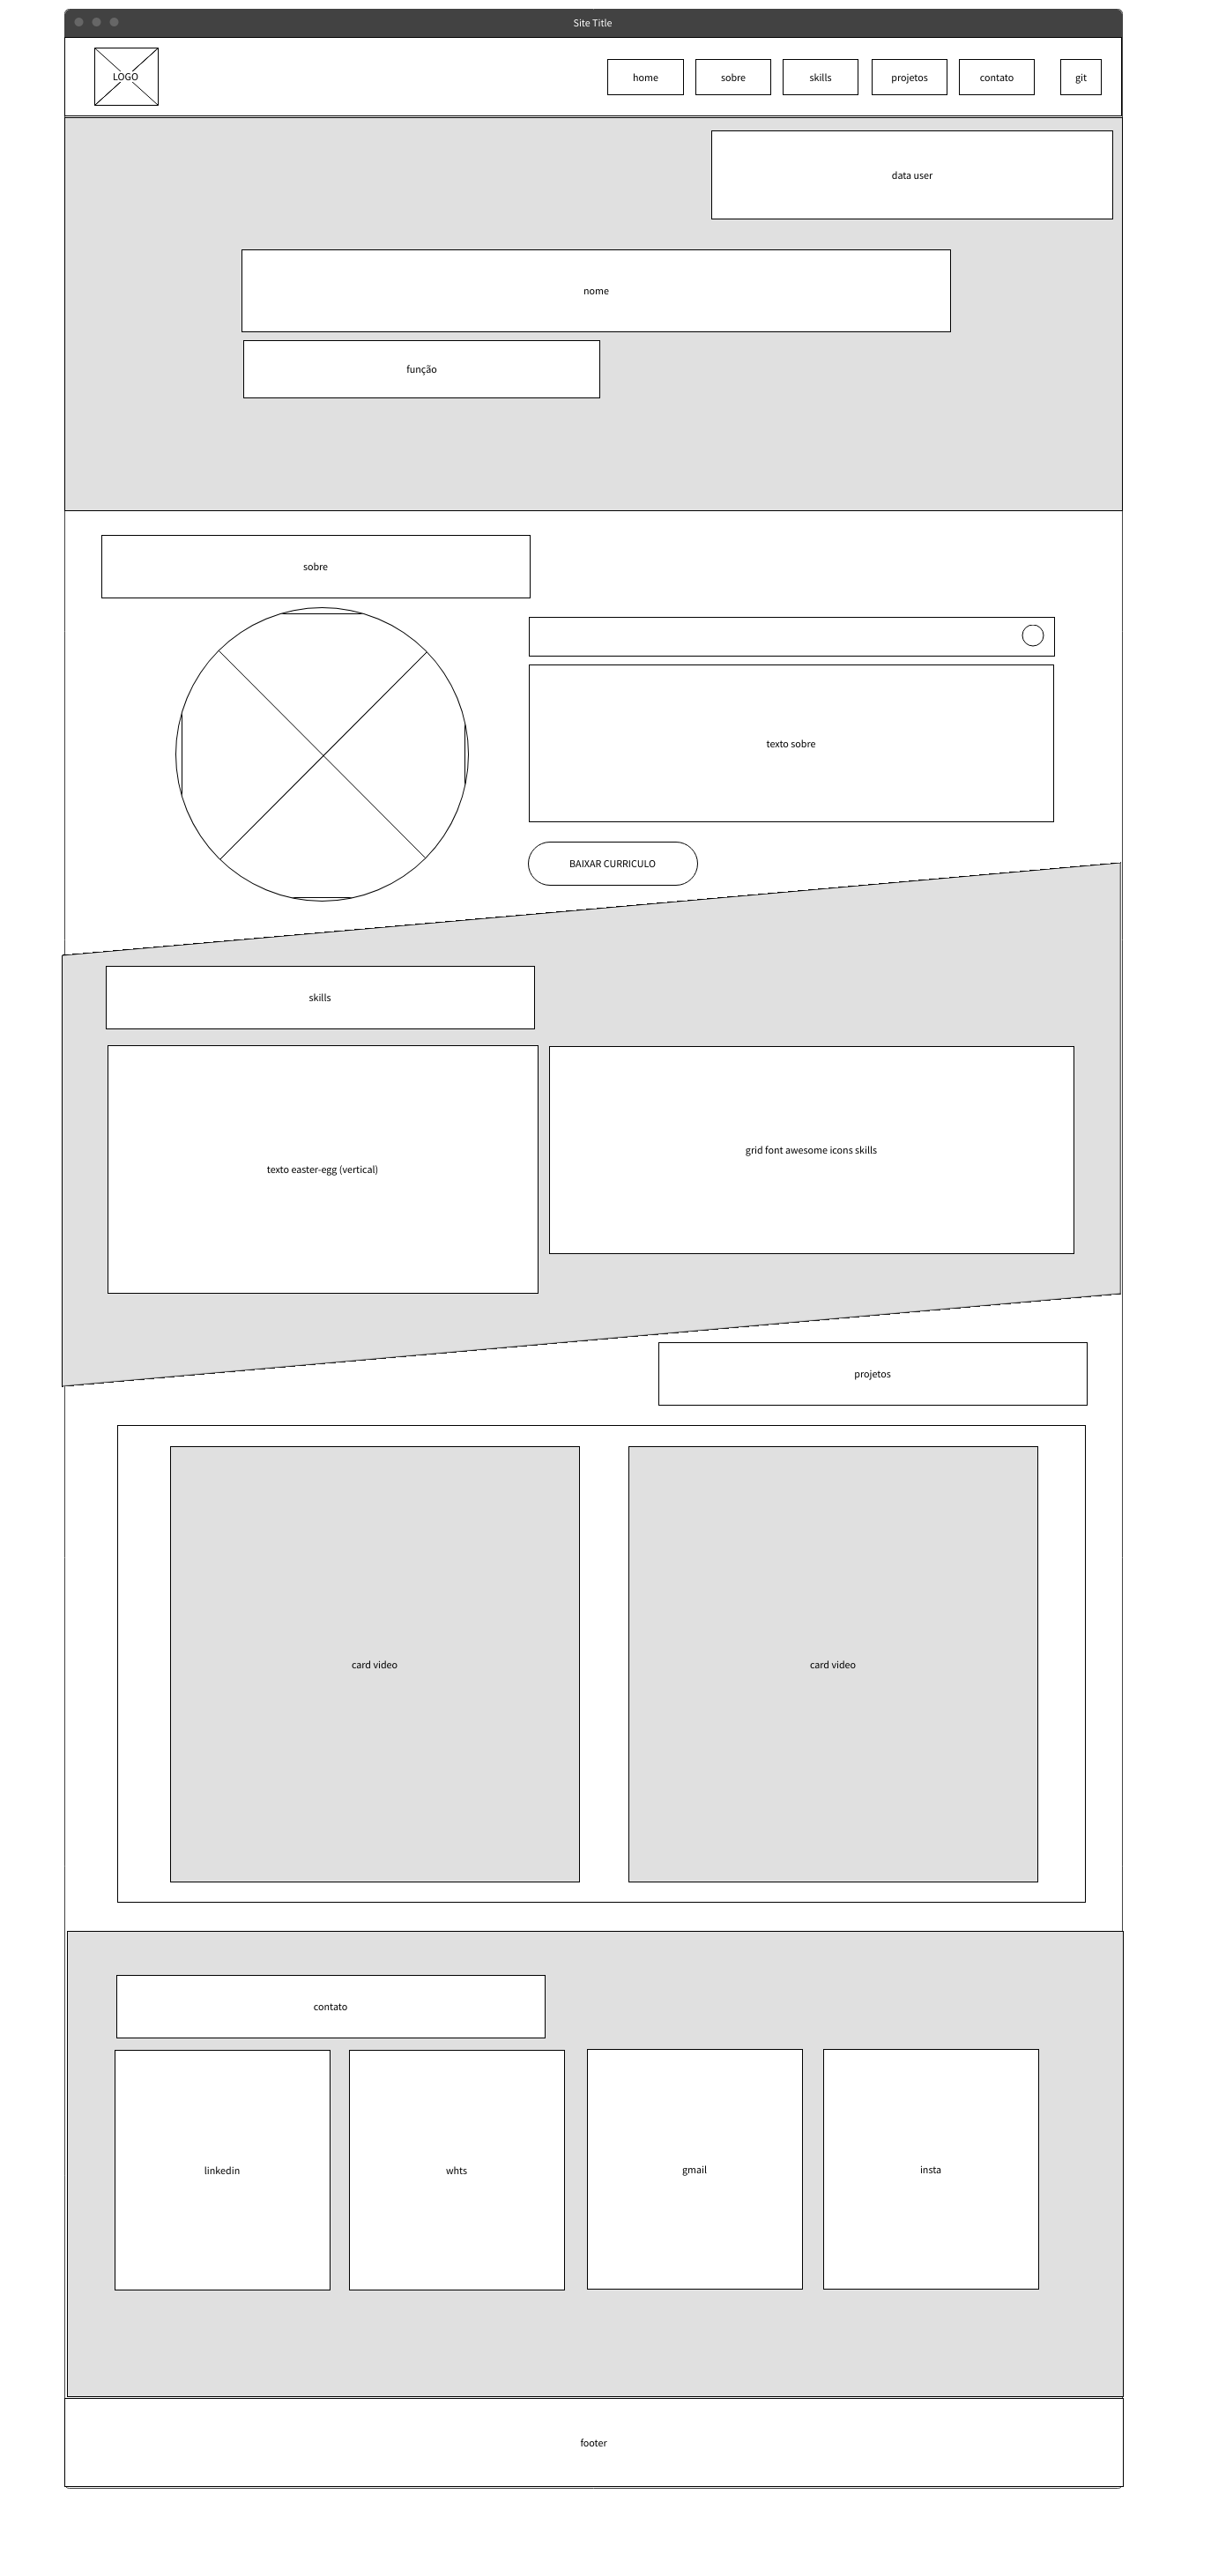 Site Title
LOGO
home
sobre
skills
projetos
contato
git
data user
nome
função
sobre
texto sobre
BAIXAR CURRICULO
skills
texto easter-egg (vertical)
grid font awesome icons skills
projetos
card video
card video
contato
linkedin
whts
gmail
insta
footer